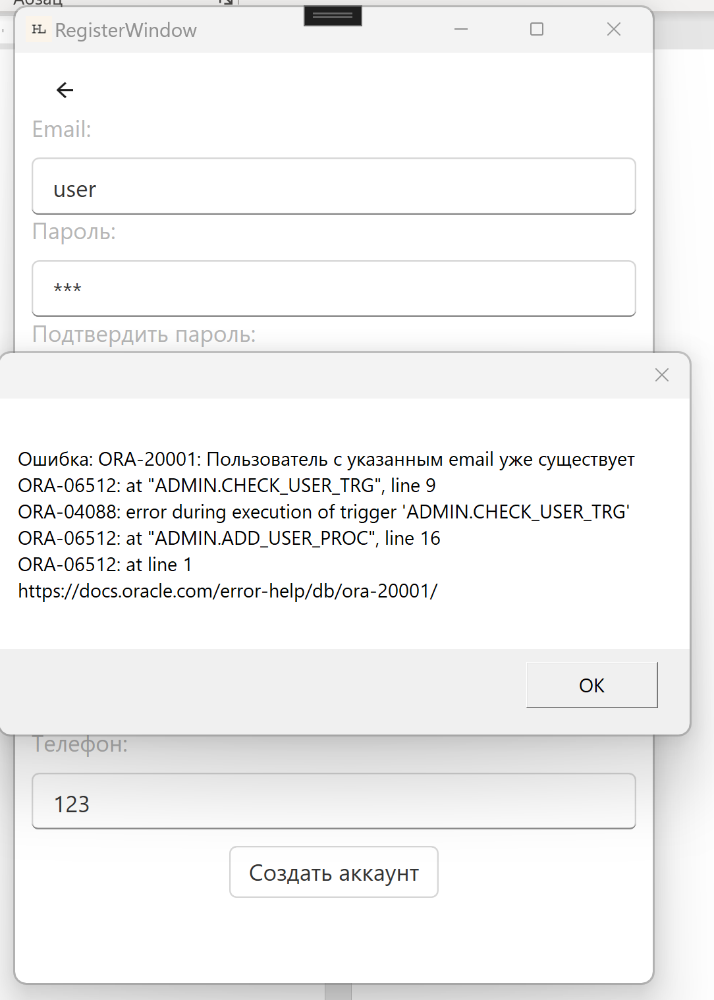 Абзац
HL RegisterWindow
Email:
user
Пароль:
***
Подтвердить пароль:
Ошибка: ORA-20001: Пользователь с указанным email уже существует
ORA-06512: at "ADMIN.CHECK_USER_TRG", line 9
ORA-04088: error during execution of trigger 'ADMIN.CHECK_USER_TRG'
ORA-06512: at "ADMIN.ADD_USER_PROC", line 16
ORA-06512: at line 1
https://docs.oracle.com/error-help/db/ora-20001/
OK
Телефон:
123
Создать аккаунт